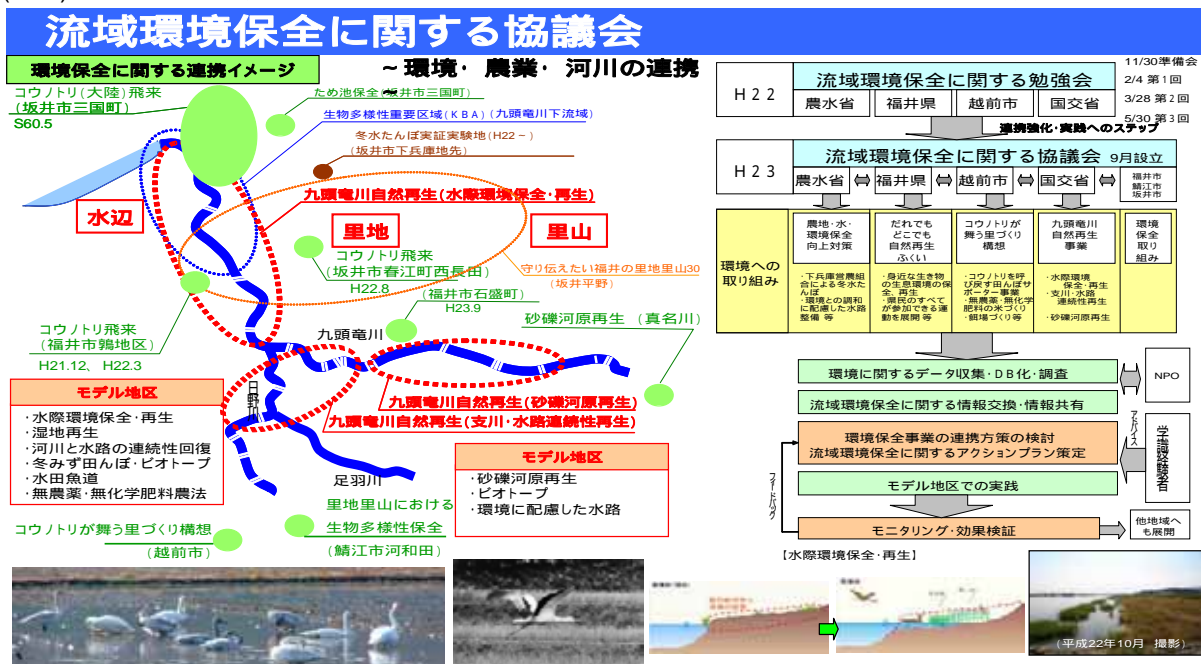 流域環境保全に関する協議会
環境保全に関する連携イメージ
~環境・農業・河川の連携
コウノトリ(大陸)飛来
(坂井市三国町)
S60.5
ため池保全(坂井市三国町)
生物多様性重要区域(KBA)(九頭竜川下流域)
冬水たんぼ実証実験地(H22－)
(坂井市下兵庫地先)
九頭竜川自然再生(水際環境保全・再生)
水辺
里地
里山
コウノトリ飛来
(坂井市春江町西長田)
H22.8
守り伝えたい福井の里地里山30
(坂井平野)
(福井市石盛町)
H23.9
砂礫河原再生 (真名川)
コウノトリ飛来
(福井市鶉地区)
H21.12、H22.3
九頭竜川
日野川
九頭竜川自然再生(砂礫河原再生)
九頭竜川自然再生(支川・水路連続性再生)
モデル地区
・水際環境保全・再生
・湿地再生
・河川と水路の連続性回復
・冬みず田んぼ・ビオトープ
・水田魚道
・無農薬・無化学肥料農法
モデル地区
・砂礫河原再生
・ビオトープ
・環境に配慮した水路
足羽川
里地里山における
生物多様性保全
(鯖江市河和田)
コウノトリが舞う里づくり構想
(越前市)
H22
流域環境保全に関する勉強会
農水省 福井県 越前市 国交省
11/30準備会
2/4 第1回
3/28 第2回
5/30 第3回
連携強化・実践へのステップ
H23
流域環境保全に関する協議会 9月設立
農水省 福井県 越前市 国交省
福井市
鯖江市
坂井市
環境への
取り組み
農地・水・
環境保全
向上対策
・下兵庫営農組
合による冬水たんぼ
・環境との調和
に配慮した水路
整備 等
だれでも
どこでも
自然再生
ふくい
・身近な生き物
の生息環境の保
全、再生
・県民のすべて
が参加できる運
動を展開 等
コウノトリが
舞う里づくり
構想
・コウノトリを呼
び戻す田んぼサ
ポーター事業
・無農薬・無化学
肥料の米づくり
・餌場づくり等
九頭竜川
自然再生
事業
・水際環境
保全・再生
・支川・水路
連続性再生
・砂礫河原再生
環境
保全
取り
組み
環境に関するデータ収集・DB化・調査
NPO
流域環境保全に関する情報交換・情報共有
環境保全事業の連携方策の検討
流域環境保全に関するアクションプラン策定
アドバイス
学識経験者
モデル地区での実践
フィードバック
モニタリング・効果検証
他地域へ
も展開
【水際環境保全・再生】
(平成22年10月 撮影)